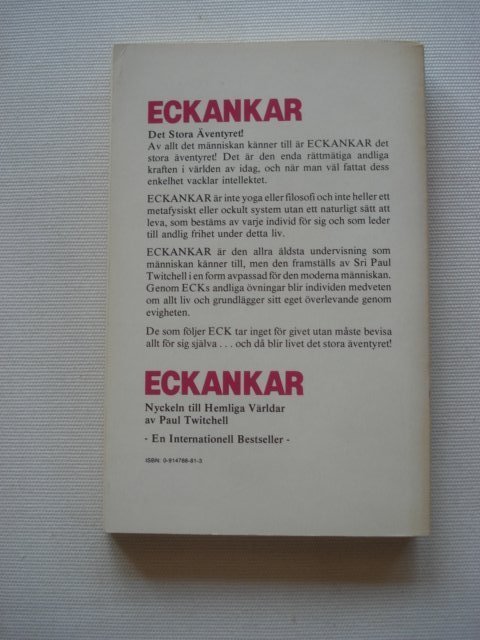 ECKANKAR
Det Stora Äventyret!
Av allt det människan känner till är ECKANKAR det
stora äventyret! Det är den enda rättmätiga andliga
kraften i världen av idag, och när man väl fattat dess
enkelhet vacklar intellektet.
ECKANKAR är inte yoga eller filosofi och inte heller ett
metafysiskt eller ockult system utan ett naturligt sätt att
leva, som bestäms av varje individ för sig och som leder
till andlig frihet under detta liv.
ECKANKAR är den allra äldsta undervisning som
människan känner till, men den framställs av Sri Paul
Twitchell i en form avpassad för den moderna människan.
Genom ECKs andliga övningar blir individen medveten
om allt liv och grundlägger sitt eget överlevande genom
evigheten.
De som följer ECK tar inget för givet utan måste bevisa
allt för sig själva . . . och då blir livet det stora äventyret!
ECKANKAR
Nyckeln till Hemliga Världar
av Paul Twitchell
- En Internationell Bestseller -
ISBN: 0-914766-81-3